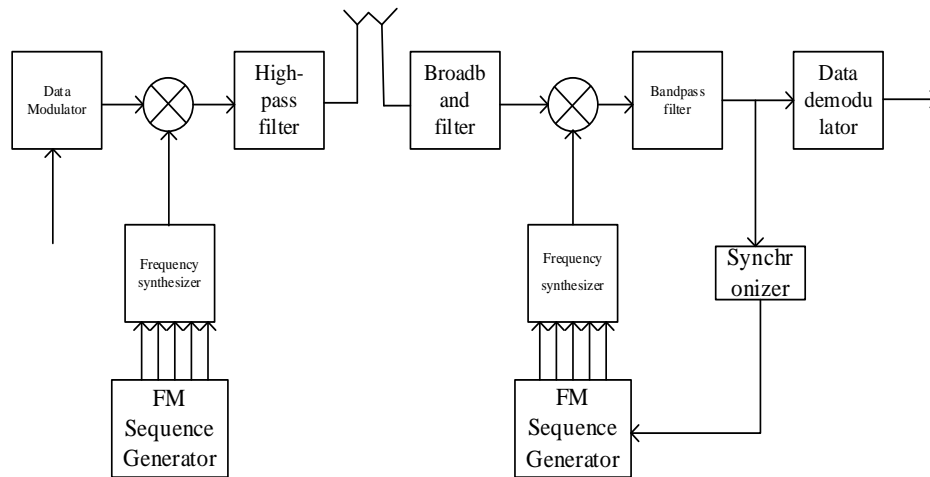 Data
Modulator
High-
pass
filter
Broadb
and
filter
Bandpass
filter
Data
demodu
lator
Frequency
synthesizer
Frequency
synthesizer
Synchr
onizer
FM
Sequence
Generator
FM
Sequence
Generator